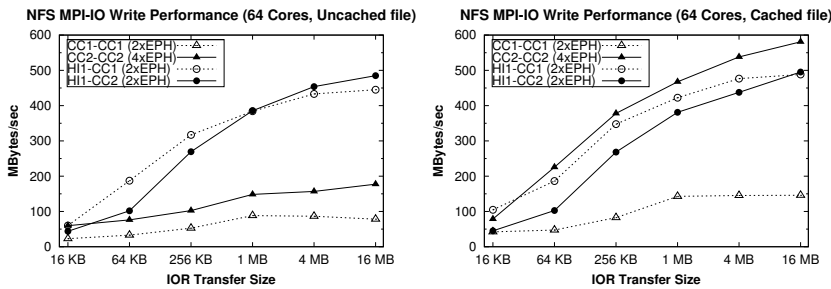 NFS MPI-IO Write Performance (64 Cores, Uncached file)
600
500
400
300
200
100
0
MBytes/sec
CC1-CC1 (2xEPH)
CC2-CC2 (4xEPH)
HI1-CC1 (2xEPH)
HI1-CC2 (2xEPH)
16 KB 64 KB 256 KB 1 MB 4 MB 16 MB
IOR Transfer Size
NFS MPI-IO Write Performance (64 Cores, Cached file)
600
500
400
300
200
100
0
MBytes/sec
CC1-CC1 (2xEPH)
CC2-CC2 (4xEPH)
HI1-CC1 (2xEPH)
HI1-CC2 (2xEPH)
16 KB 64 KB 256 KB 1 MB 4 MB 16 MB
IOR Transfer Size